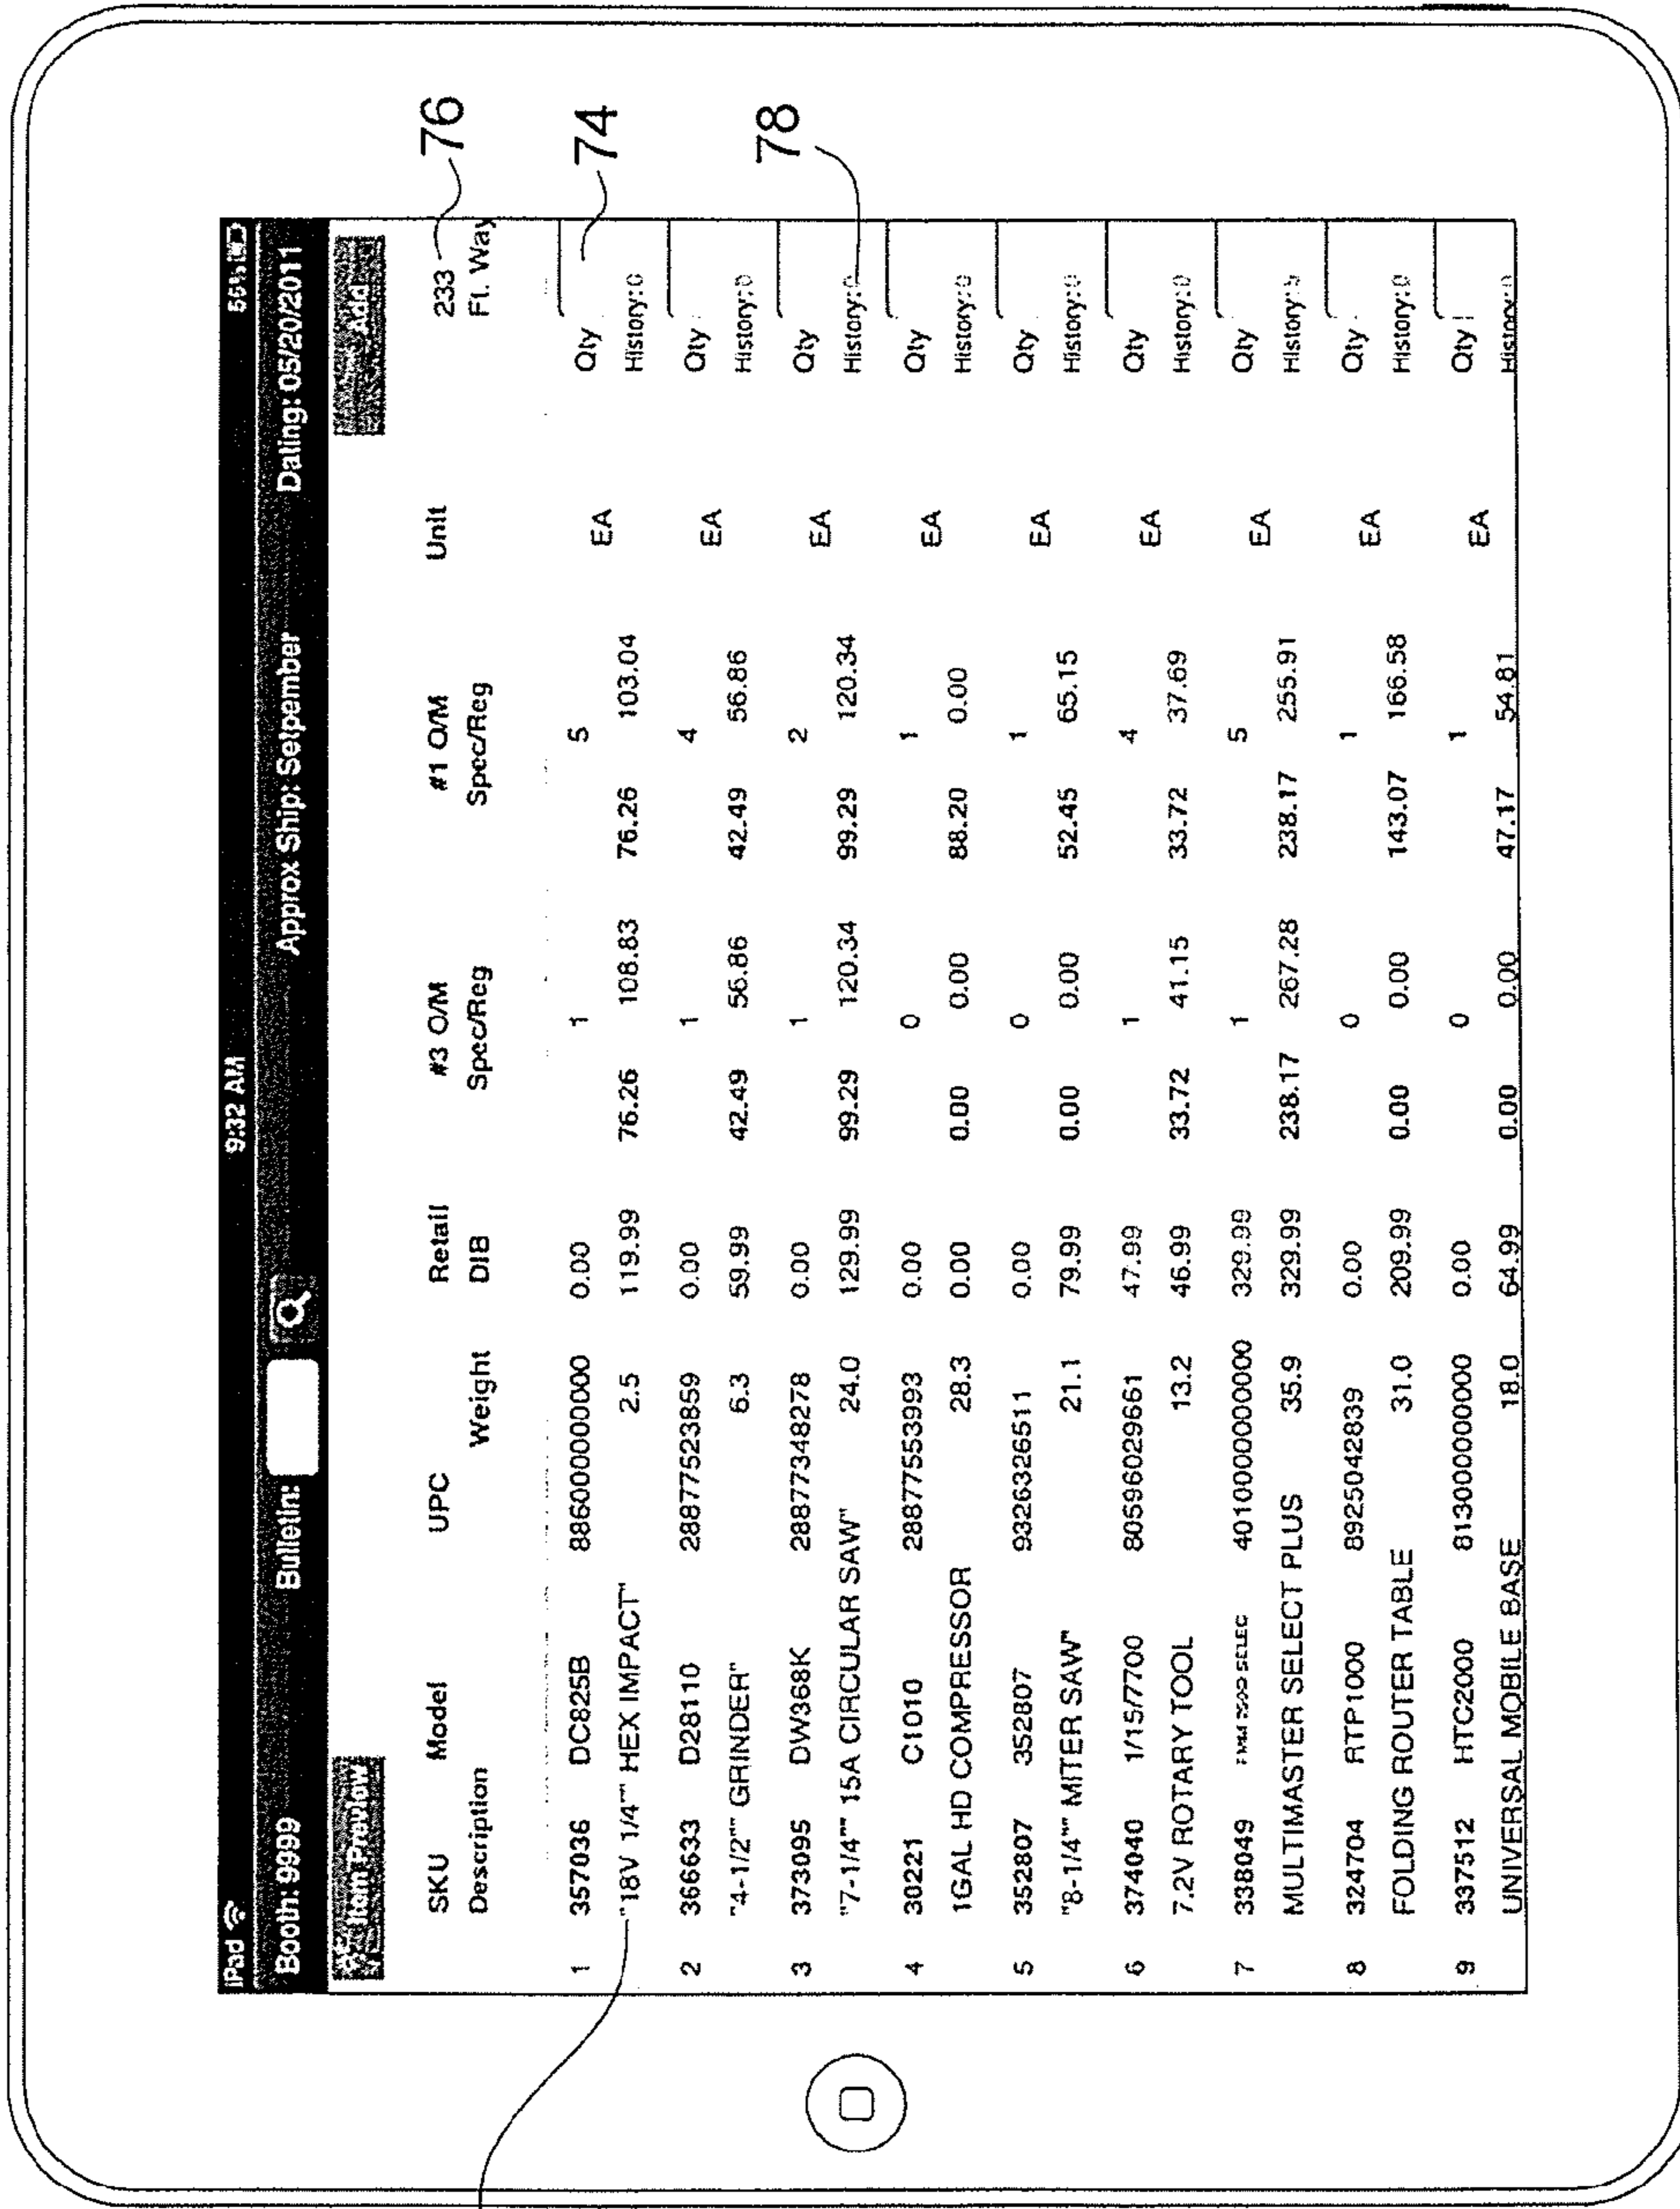 iPad 9:32 AM 55%
Booth: 9999 Bulletin: Approx Ship: Setpember Dating: 05/20/2011
Item Preview Add
SKU Model UPC Retail #3 O/M #1 O/M Unit 233 76
Description Weight DIB Spec/Reg Spec/Reg Ft. Way
1 357036 DC825B 88600000000 0.00 1 5 EA Qty 74
"18V 1/4"" HEX IMPACT" 2.5 119.99 76.26 108.83 76.26 103.04 History:0
2 366633 D28110 28877523859 0.00 1 4 EA Qty
"4-1/2"" GRINDER" 6.3 59.99 42.49 56.86 42.49 56.86 History:0
3 373095 DW368K 28877348278 0.00 1 2 EA Qty
"7-1/4"" 15A CIRCULAR SAW" 24.0 129.99 99.29 120.34 99.29 120.34 History:0 78
4 30221 C1010 28877553993 0.00 0 1 EA Qty
1GAL HD COMPRESSOR 28.3 0.00 0.00 0.00 88.20 0.00 History:0
5 352807 352807 9326326511 0.00 0 1 EA Qty
"8-1/4"" MITER SAW" 21.1 79.99 0.00 0.00 52.45 65.15 History:0
6 374040 1/15/7700 80596029661 47.99 1 4 EA Qty
7.2V ROTARY TOOL 13.2 46.99 33.72 41.15 33.72 37.69 History:0
7 338049 SELEC 401000000000 329.99 1 5 EA Qty
MULTIMASTER SELECT PLUS 35.9 329.99 238.17 267.28 238.17 255.91 History:
8 324704 RTP1000 8925042839 0.00 0 1 EA Qty
FOLDING ROUTER TABLE 31.0 209.99 0.00 0.00 143.07 166.58 History:0
9 337512 HTC2000 81300000000 0.00 0 1 EA Qty
UNIVERSAL MOBILE BASE 18.0 64.99 0.00 0.00 47.17 54.81 History:0